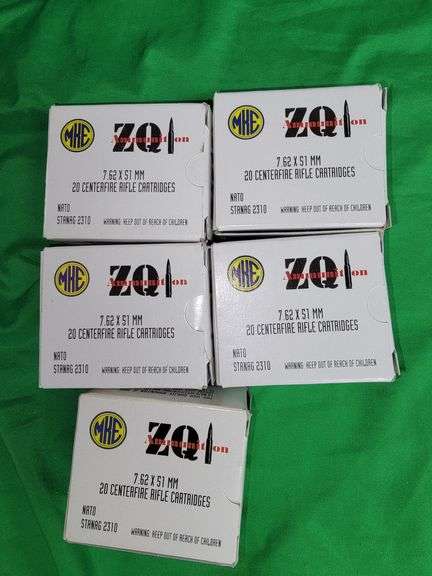 MKE
ZQI
Ammunition
7.62 X 51 MM
20 CENTERFIRE RIFLE CARTRIDGES
NATO
STANAG 2310 WARNING: KEEP OUT OF REACH OF CHILDREN
MKE
ZQI
Ammunition
7.62 X 51 MM
20 CENTERFIRE RIFLE CARTRIDGES
NATO
STANAG 2310 WARNING: KEEP OUT OF REACH OF CHILDREN
MKE
ZQI
Ammunition
7.62 X 51 MM
20 CENTERFIRE RIFLE CARTRIDGES
NATO
STANAG 2310 WARNING: KEEP OUT OF REACH OF CHILDREN
MKE
ZQI
Ammunition
7.62 X 51 MM
20 CENTERFIRE RIFLE CARTRIDGES
NATO
STANAG 2310 WARNING: KEEP OUT OF REACH OF CHILDREN
MKE
ZQI
Ammunition
7.62 X 51 MM
20 CENTERFIRE RIFLE CARTRIDGES
NATO
STANAG 2310 WARNING: KEEP OUT OF REACH OF CHILDREN